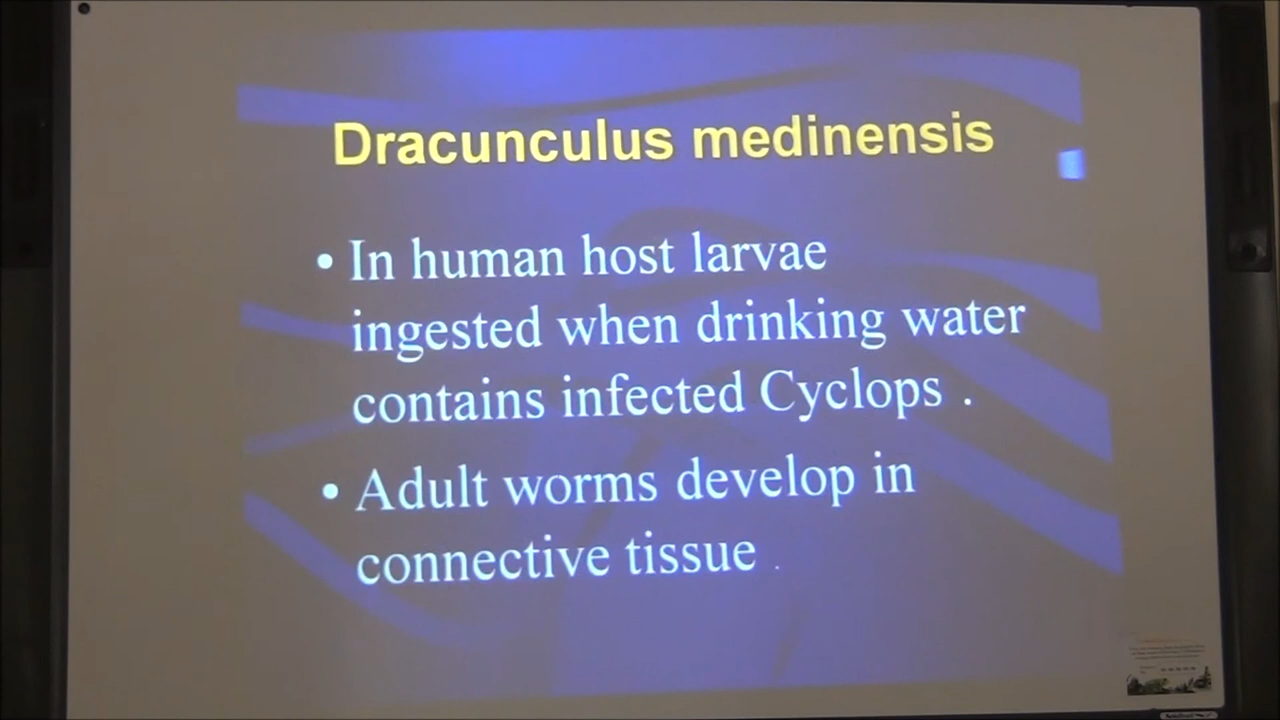 Dracunculus medinensis
• In human host larvae
ingested when drinking water
contains infected Cyclops .
• Adult worms develop in
connective tissue .